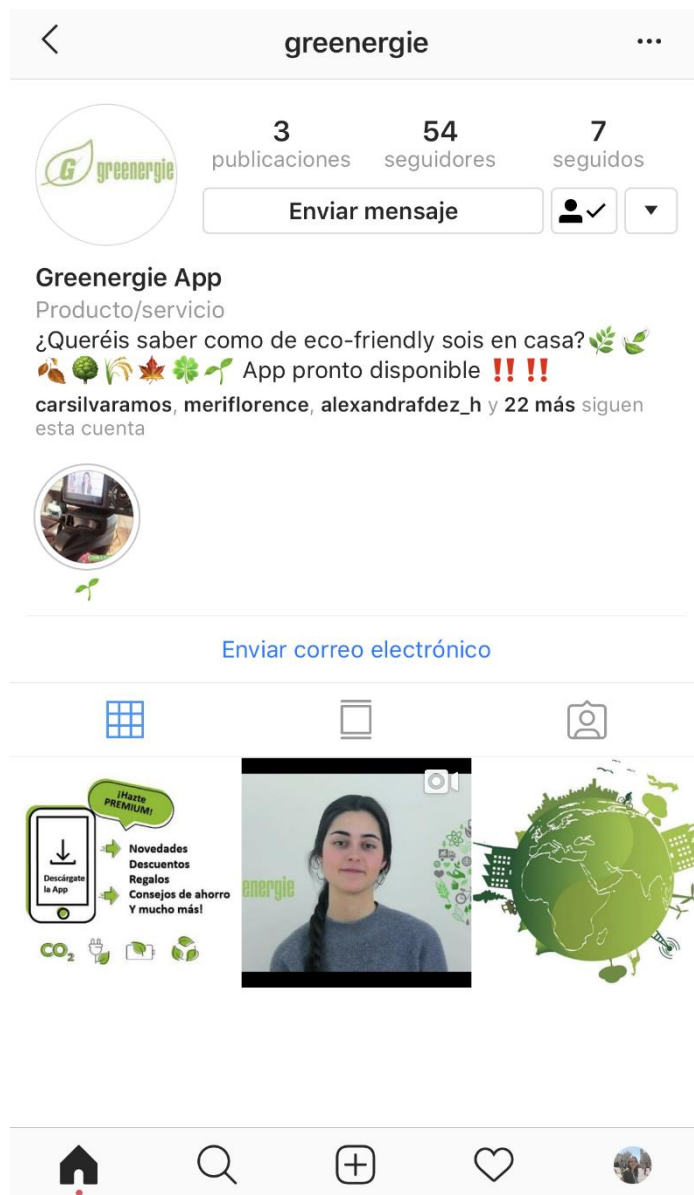 greenergie
G greenergie
3 54 7
publicaciones seguidores seguidos
Enviar mensaje
Greenergie App
Producto/servicio
¿Queréis saber como de eco-friendly sois en casa?🌿 🍃
🍂 🌳 🌾 🍁 🍀 🌱 App pronto disponible ‼️ ‼️
carsilvaramos, meriflorence, alexandrafdez_h y 22 más siguen
esta cuenta
🌱
Enviar correo electrónico
¡Hazte
PREMIUM!
Descárgate
la App
Novedades
Descuentos
Regalos
Consejos de ahorro
Y mucho más!
CO₂
energie